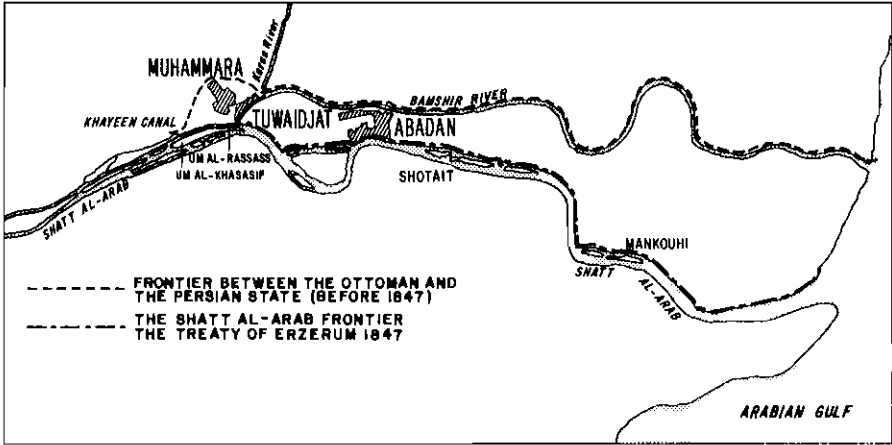 MUHAMMARA
Karun River
KHAYEEN CANAL
TUWAIDJAT
BAMSHIR RIVER
ABADAN
UM AL-RASSASS
UM AL-KHASASIF
SHOTAIT
SHATT AL-ARAB
MANKOUHI
SHATT
AL-ARAB
FRONTIER BETWEEN THE OTTOMAN AND
THE PERSIAN STATE (BEFORE 1847)
THE SHATT AL-ARAB FRONTIER
THE TREATY OF ERZERUM 1847
ARABIAN GULF